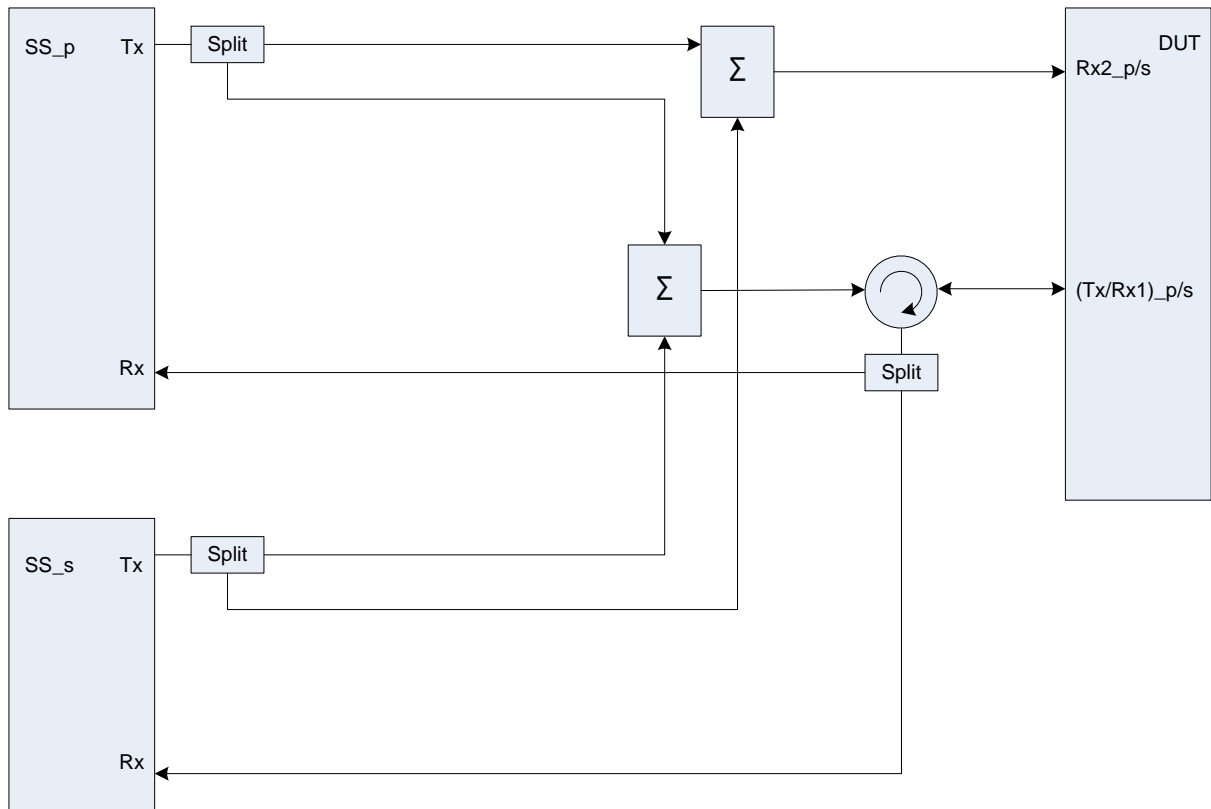 SS_p
Tx
Split
Σ
DUT
Rx2_p/s
Σ
(Tx/Rx1)_p/s
Rx
Split
SS_s
Tx
Split
Rx